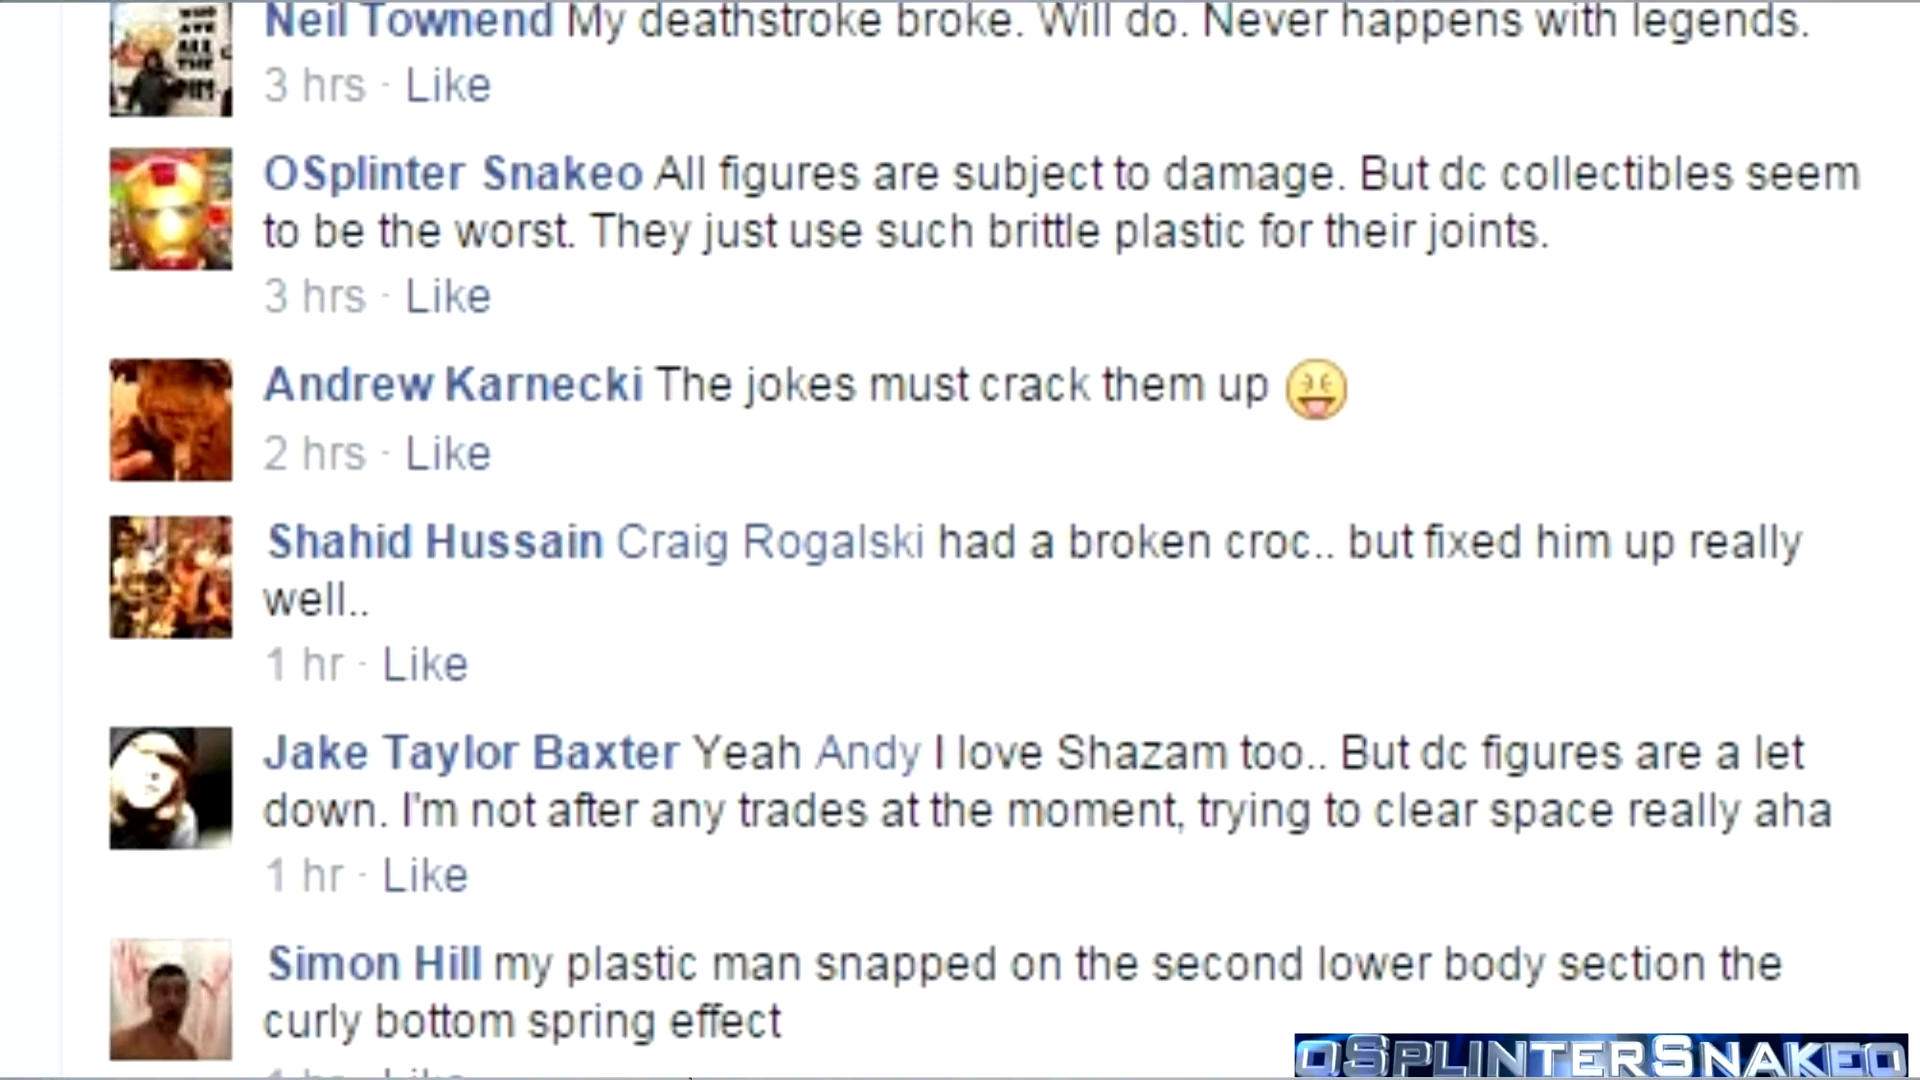 Neil Townend My deathstroke broke. Will do. Never happens with legends.
3 hrs · Like
OSplinter Snakeo All figures are subject to damage. But dc collectibles seem
to be the worst. They just use such brittle plastic for their joints.
3 hrs · Like
Andrew Karnecki The jokes must crack them up
2 hrs · Like
Shahid Hussain Craig Rogalski had a broken croc.. but fixed him up really
well..
1 hr · Like
Jake Taylor Baxter Yeah Andy I love Shazam too.. But dc figures are a let
down. I'm not after any trades at the moment, trying to clear space really aha
1 hr · Like
Simon Hill my plastic man snapped on the second lower body section the
curly bottom spring effect
OSPLINTERSNAKEO